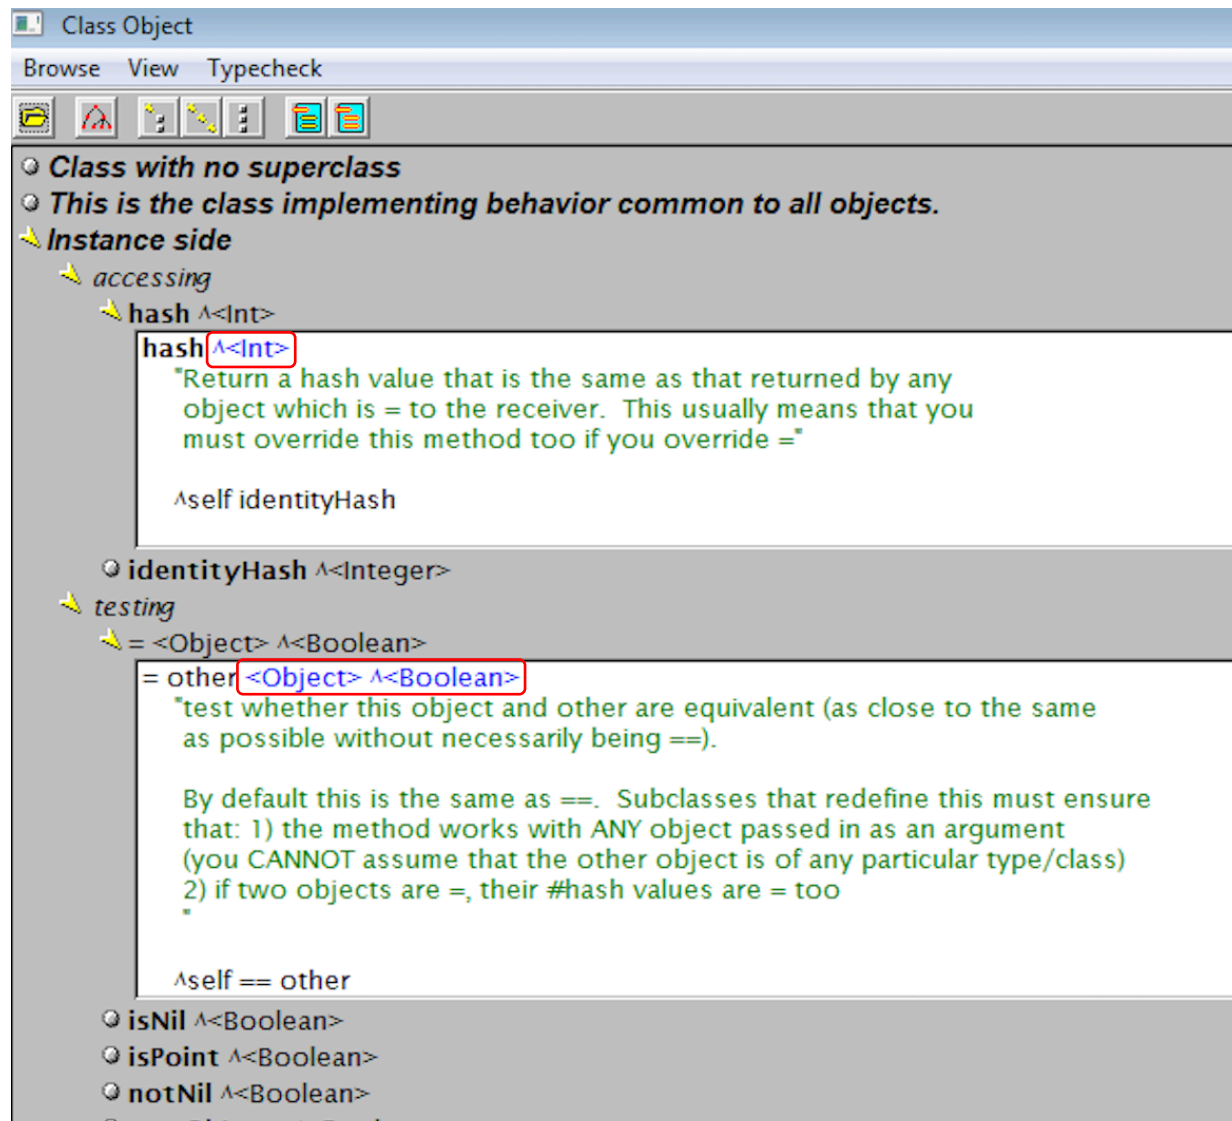 Class Object
Browse View Typecheck
Class with no superclass
This is the class implementing behavior common to all objects.
Instance side
accessing
hash ^<Int>
hash ^<Int>
"Return a hash value that is the same as that returned by any
object which is = to the receiver. This usually means that you
must override this method too if you override ="
^self identityHash
identityHash ^<Integer>
testing
= <Object> ^<Boolean>
= other <Object> ^<Boolean>
"test whether this object and other are equivalent (as close to the same
as possible without necessarily being ==).
By default this is the same as ==. Subclasses that redefine this must ensure
that: 1) the method works with ANY object passed in as an argument
(you CANNOT assume that the other object is of any particular type/class)
2) if two objects are =, their #hash values are = too
"
^self == other
isNil ^<Boolean>
isPoint ^<Boolean>
notNil ^<Boolean>